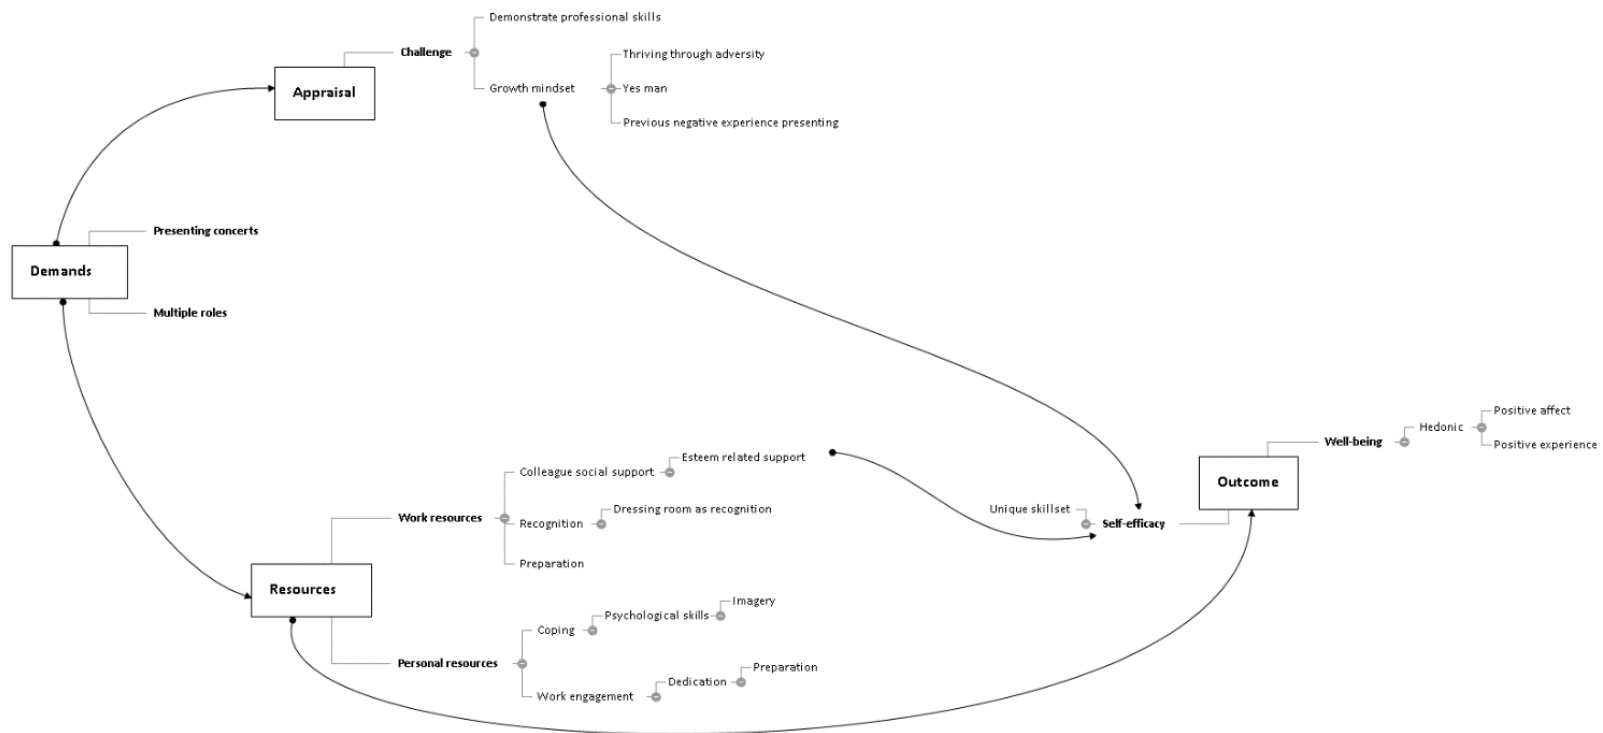 Demonstrate professional skills
Challenge
Thriving through adversity
Appraisal
Growth mindset
Yes man
Previous negative experience presenting
Presenting concerts
Demands
Multiple roles
Positive affect
Hedonic
Well-being
Positive experience
Esteem related support
Colleague social support
Outcome
Dressing room as recognition
Unique skillset
Work resources
Recognition
Self-efficacy
Preparation
Resources
Imagery
Psychological skills
Coping
Personal resources
Preparation
Dedication
Work engagement